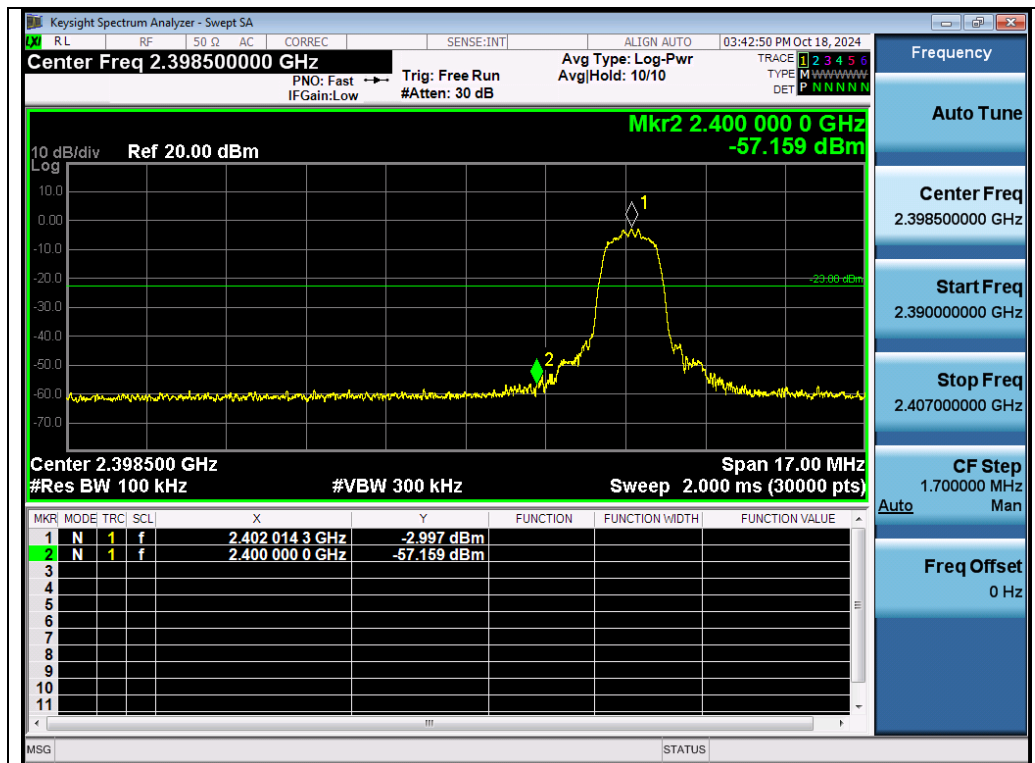 Keysight Spectrum Analyzer - Swept SA
LXI RL RF 50 Ω AC CORREC SENSE:INT ALIGN AUTO 03:42:50 PM Oct 18, 2024
Center Freq 2.398500000 GHz
PNO: Fast
IFGain:Low
Trig: Free Run
#Atten: 30 dB
Avg Type: Log-Pwr
Avg|Hold: 10/10
TRACE 1 2 3 4 5 6
TYPE M WWWWW
DET P N N N N N
Mkr2 2.400 000 0 GHz
-57.159 dBm
10 dB/div Ref 20.00 dBm
Log
10.0
0.00
-10.0
-20.0
-30.0
-40.0
-50.0
-60.0
-70.0
1
-23.00 dBm
2
Center 2.398500 GHz Span 17.00 MHz
#Res BW 100 kHz #VBW 300 kHz Sweep 2.000 ms (30000 pts)
MKR MODE TRC SCL X Y FUNCTION FUNCTION WIDTH FUNCTION VALUE
1 N 1 f 2.402 014 3 GHz -2.997 dBm
2 N 1 f 2.400 000 0 GHz -57.159 dBm
3
4
5
6
7
8
9
10
11
MSG STATUS
Frequency
Auto Tune
Center Freq
2.398500000 GHz
Start Freq
2.390000000 GHz
Stop Freq
2.407000000 GHz
CF Step
1.700000 MHz
Auto Man
Freq Offset
0 Hz